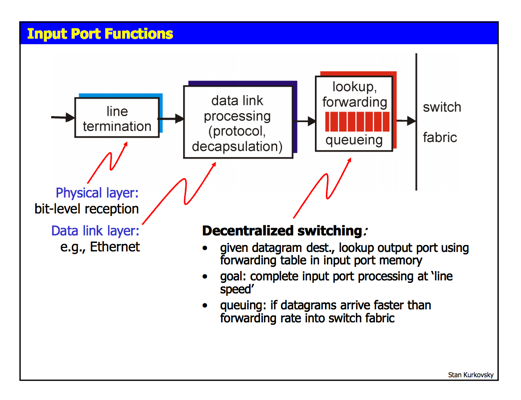 Input Port Functions
line
termination
data link
processing
(protocol,
decapsulation)
lookup,
forwarding
queueing
switch
fabric
Physical layer:
bit-level reception
Data link layer:
e.g., Ethernet
Decentralized switching:
• given datagram dest., lookup output port using
forwarding table in input port memory
• goal: complete input port processing at ‘line
speed’
• queuing: if datagrams arrive faster than
forwarding rate into switch fabric
Stan Kurkovsky